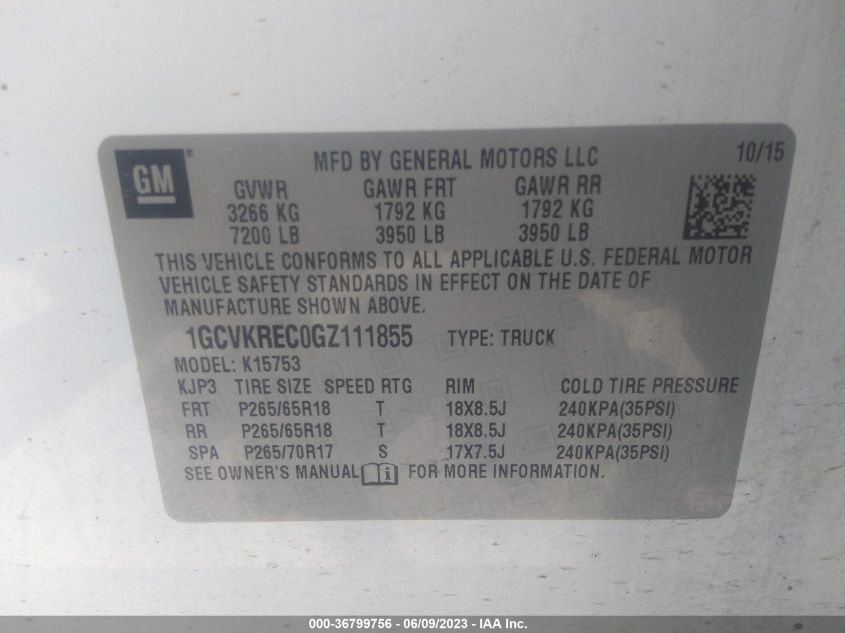 GM® MFD BY GENERAL MOTORS LLC 10/15
GVWR GAWR FRT GAWR RR
3266 KG 1792 KG 1792 KG
7200 LB 3950 LB 3950 LB
THIS VEHICLE CONFORMS TO ALL APPLICABLE U.S. FEDERAL MOTOR
VEHICLE SAFETY STANDARDS IN EFFECT ON THE DATE OF
MANUFACTURE SHOWN ABOVE.
1GCVKREC0GZ111855 TYPE: TRUCK
MODEL: K15753
KJP3 TIRE SIZE SPEED RTG RIM COLD TIRE PRESSURE
FRT P265/65R18 T 18X8.5J 240KPA(35PSI)
RR P265/65R18 T 18X8.5J 240KPA(35PSI)
SPA P265/70R17 S 17X7.5J 240KPA(35PSI)
SEE OWNER'S MANUAL i FOR MORE INFORMATION.
000-36799756 - 06/09/2023 - IAA Inc.